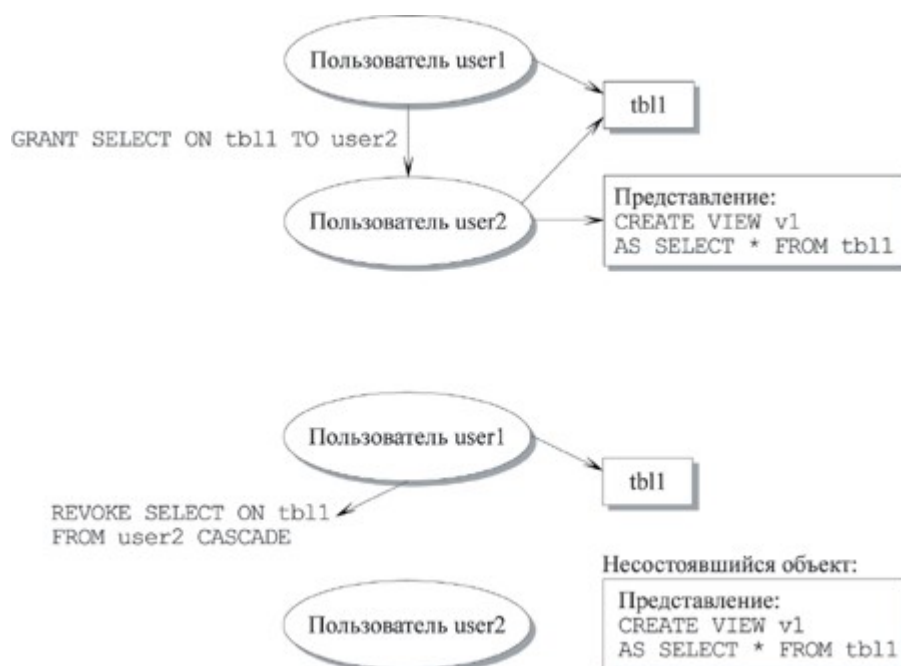 Пользователь user1
tbl1
GRANT SELECT ON tbl1 TO user2
Пользователь user2
Представление:
CREATE VIEW v1
AS SELECT * FROM tbl1
Пользователь user1
tbl1
REVOKE SELECT ON tbl1
FROM user2 CASCADE
Несостоявшийся объект:
Пользователь user2
Представление:
CREATE VIEW v1
AS SELECT * FROM tbl1